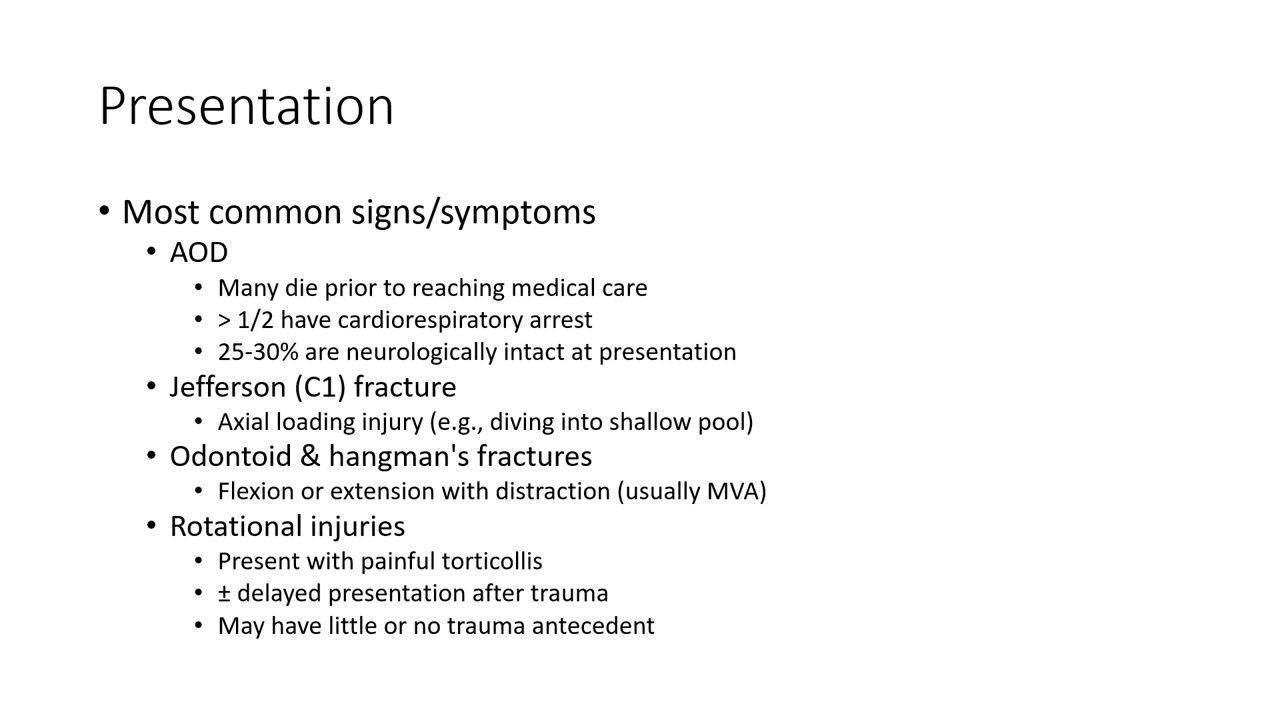 Presentation
• Most common signs/symptoms
• AOD
• Many die prior to reaching medical care
• > 1/2 have cardiorespiratory arrest
• 25-30% are neurologically intact at presentation
• Jefferson (C1) fracture
• Axial loading injury (e.g., diving into shallow pool)
• Odontoid & hangman's fractures
• Flexion or extension with distraction (usually MVA)
• Rotational injuries
• Present with painful torticollis
• ± delayed presentation after trauma
• May have little or no trauma antecedent